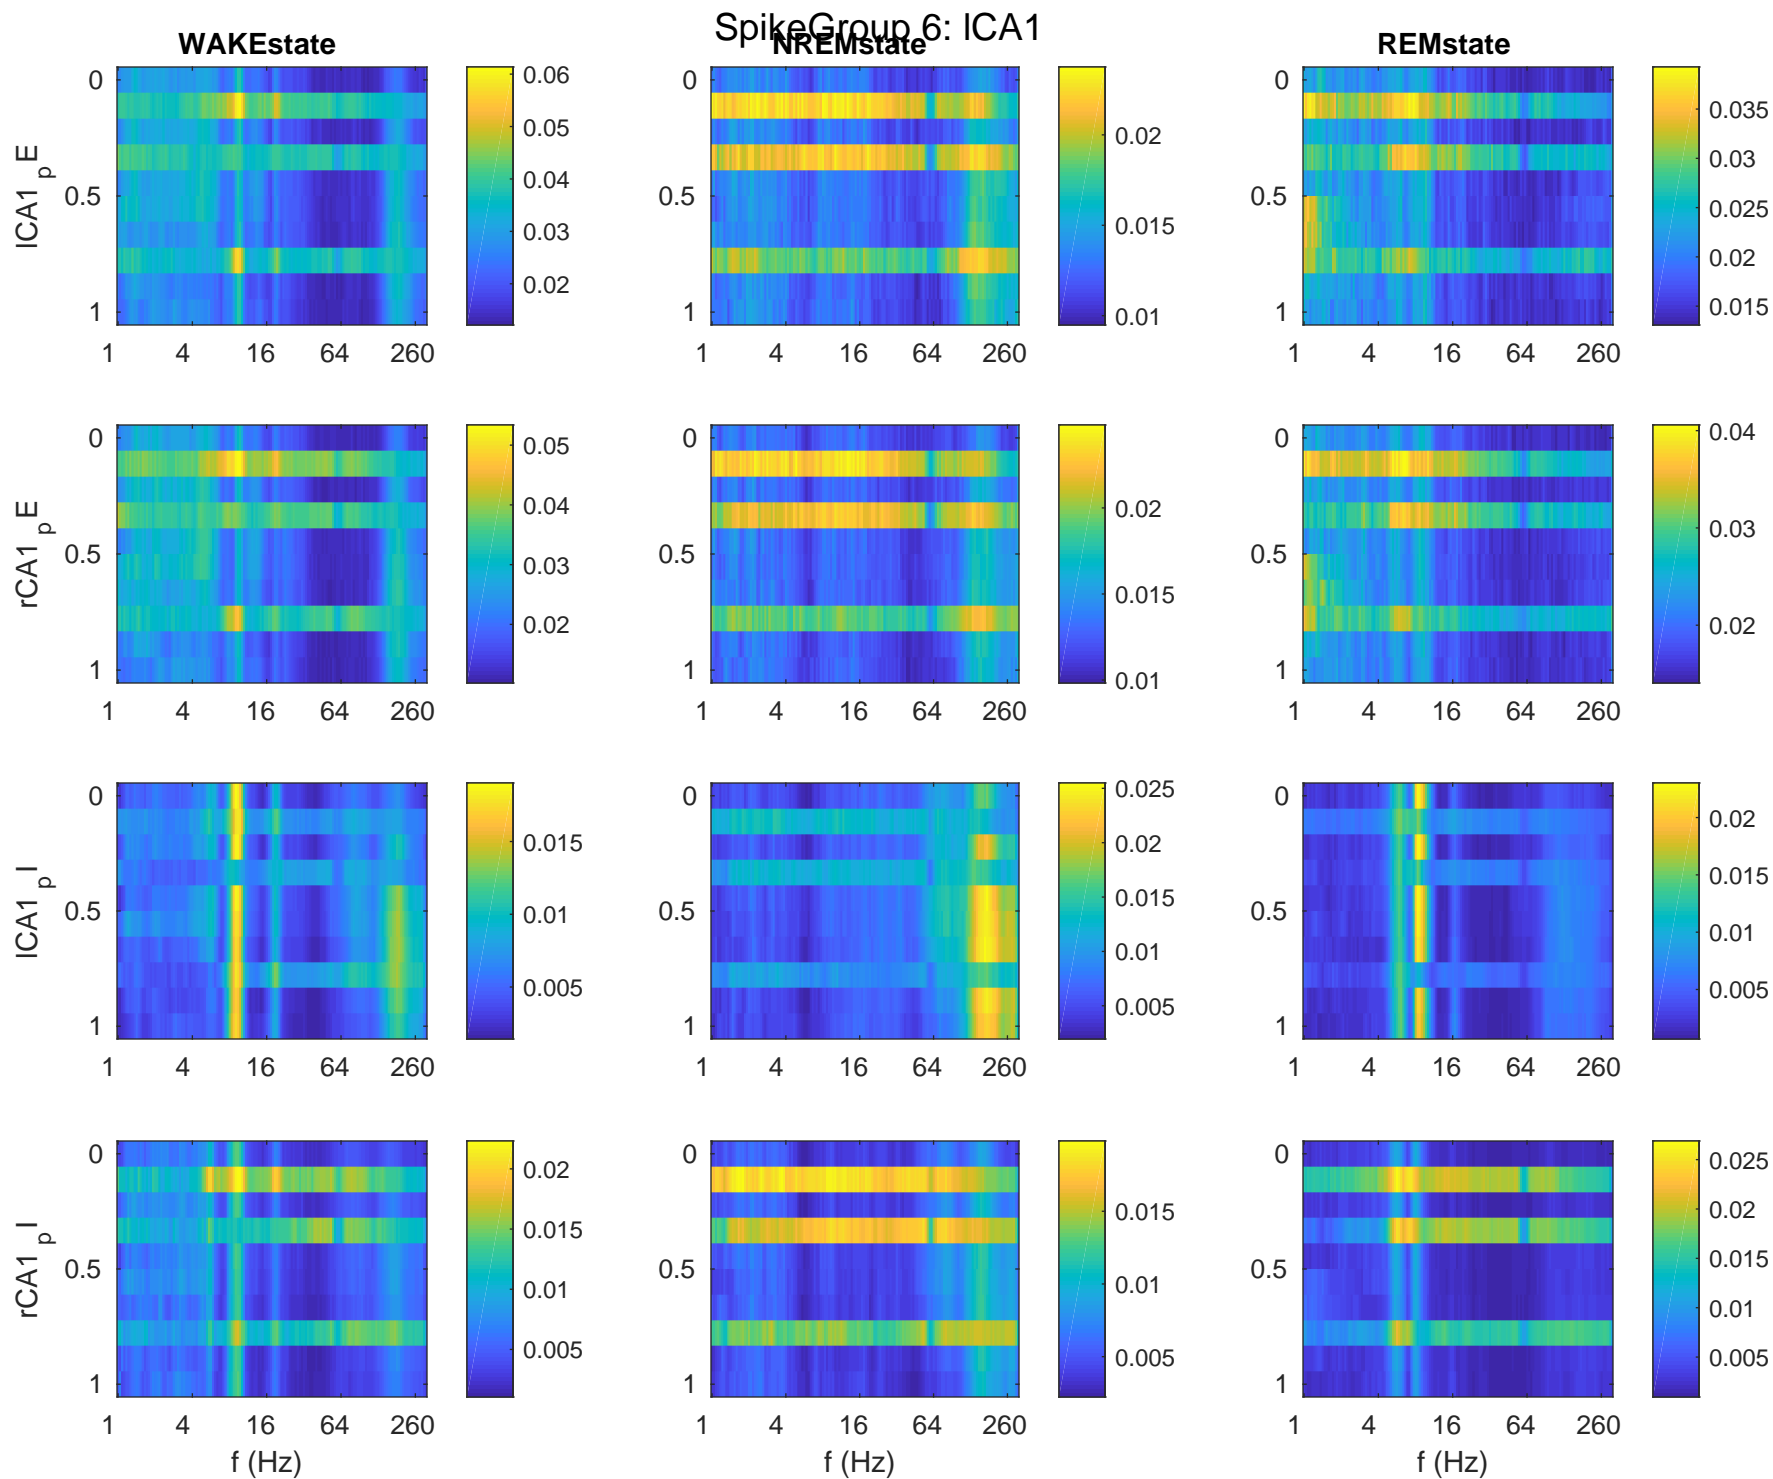 SpikeGroup 6: lCA1
WAKEstate NREMstate REMstate
lCA1_pE
0 0.5 1
1 4 16 64 260
0.06 0.05 0.04 0.03 0.02
0 0.5 1
1 4 16 64 260
0.02 0.015 0.01
0 0.5 1
1 4 16 64 260
0.035 0.03 0.025 0.02 0.015
rCA1_pE
0 0.5 1
1 4 16 64 260
0.05 0.04 0.03 0.02
0 0.5 1
1 4 16 64 260
0.02 0.015 0.01
0 0.5 1
1 4 16 64 260
0.04 0.03 0.02
lCA1_pI
0 0.5 1
1 4 16 64 260
0.015 0.01 0.005
0 0.5 1
1 4 16 64 260
0.025 0.02 0.015 0.01 0.005
0 0.5 1
1 4 16 64 260
0.02 0.015 0.01 0.005
rCA1_pI
0 0.5 1
1 4 16 64 260
f (Hz)
0.02 0.015 0.01 0.005
0 0.5 1
1 4 16 64 260
f (Hz)
0.015 0.01 0.005
0 0.5 1
1 4 16 64 260
f (Hz)
0.025 0.02 0.015 0.01 0.005